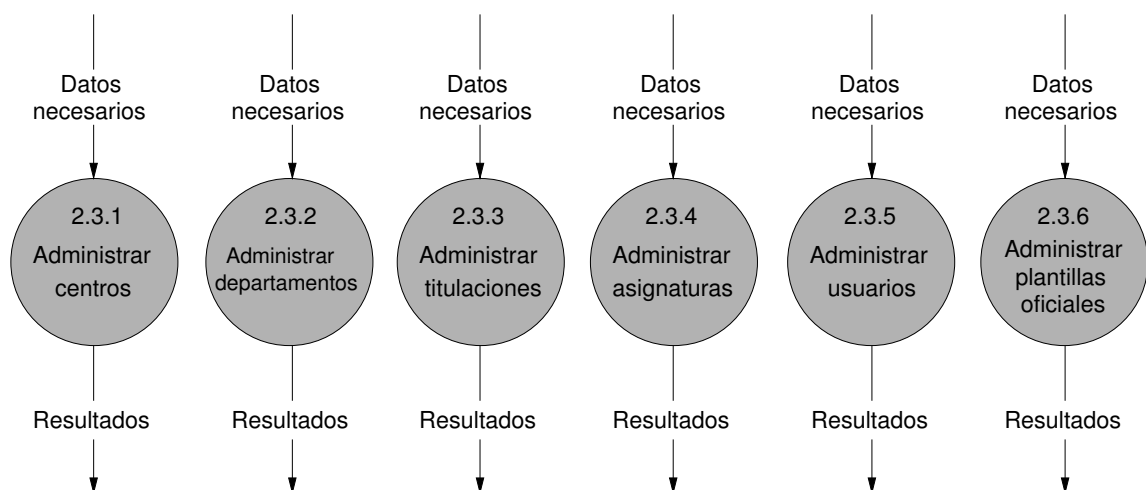 Datos
necesarios
Datos
necesarios
Datos
necesarios
Datos
necesarios
Datos
necesarios
Datos
necesarios
2.3.1
Administrar
centros
2.3.2
Administrar
departamentos
2.3.3
Administrar
titulaciones
2.3.4
Administrar
asignaturas
2.3.5
Administrar
usuarios
2.3.6
Administrar
plantillas
oficiales
Resultados
Resultados
Resultados
Resultados
Resultados
Resultados